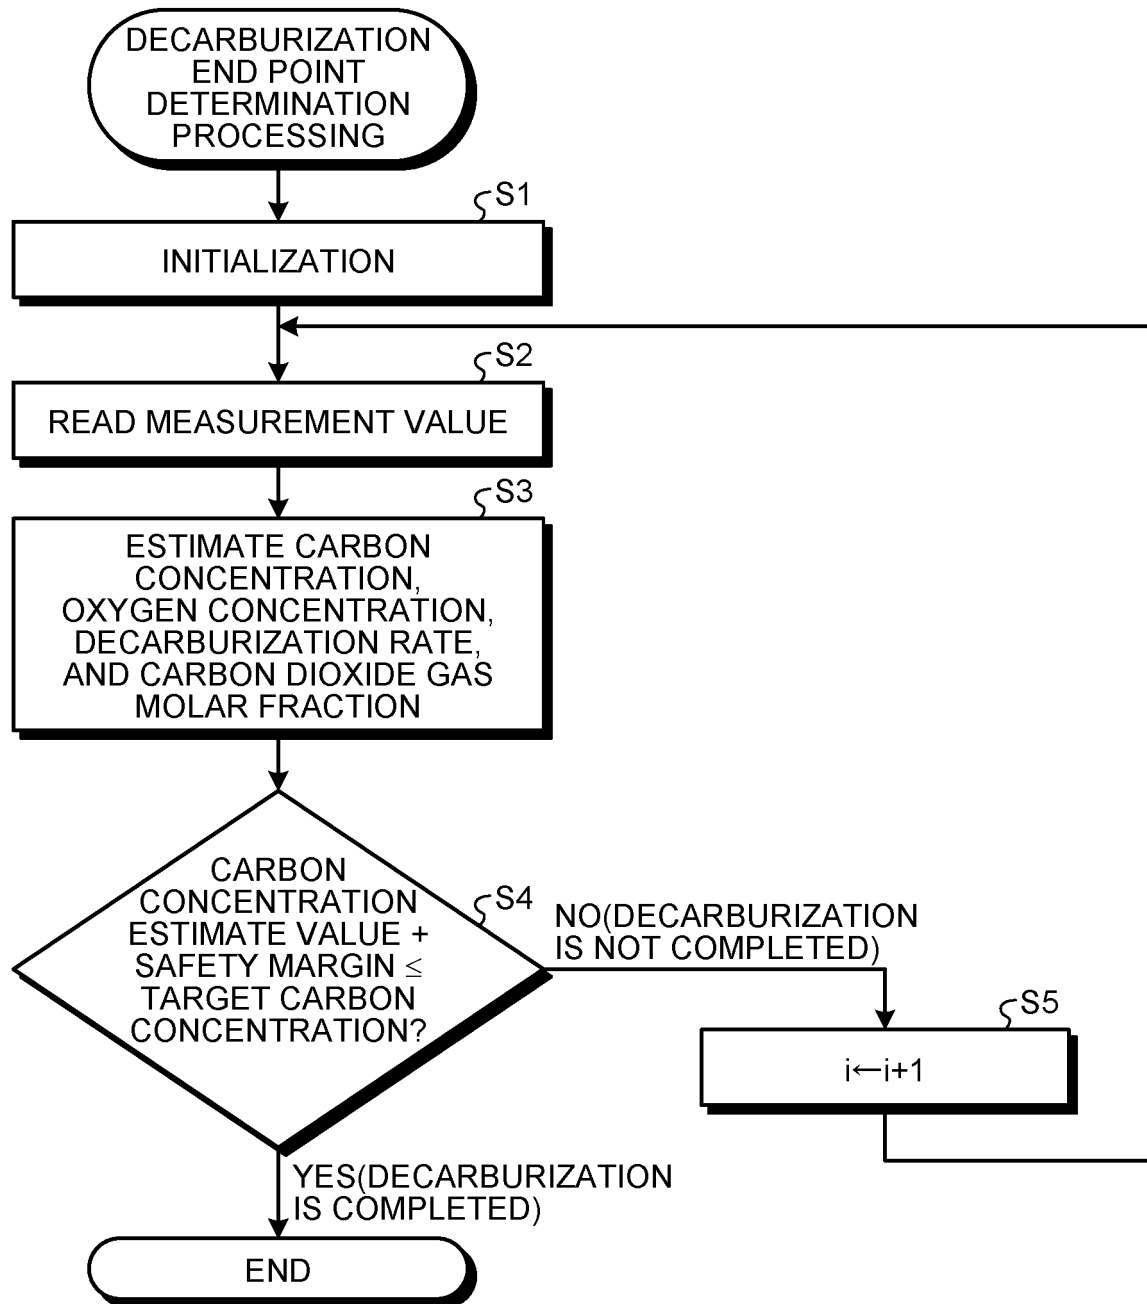 DECARBURIZATION
END POINT
DETERMINATION
PROCESSING
S1
INITIALIZATION
S2
READ MEASUREMENT VALUE
S3
ESTIMATE CARBON
CONCENTRATION,
OXYGEN CONCENTRATION,
DECARBURIZATION RATE,
AND CARBON DIOXIDE GAS
MOLAR FRACTION
S4
CARBON
CONCENTRATION
ESTIMATE VALUE +
SAFETY MARGIN ≤
TARGET CARBON
CONCENTRATION?
NO(DECARBURIZATION
IS NOT COMPLETED)
S5
i←i+1
YES(DECARBURIZATION
IS COMPLETED)
END